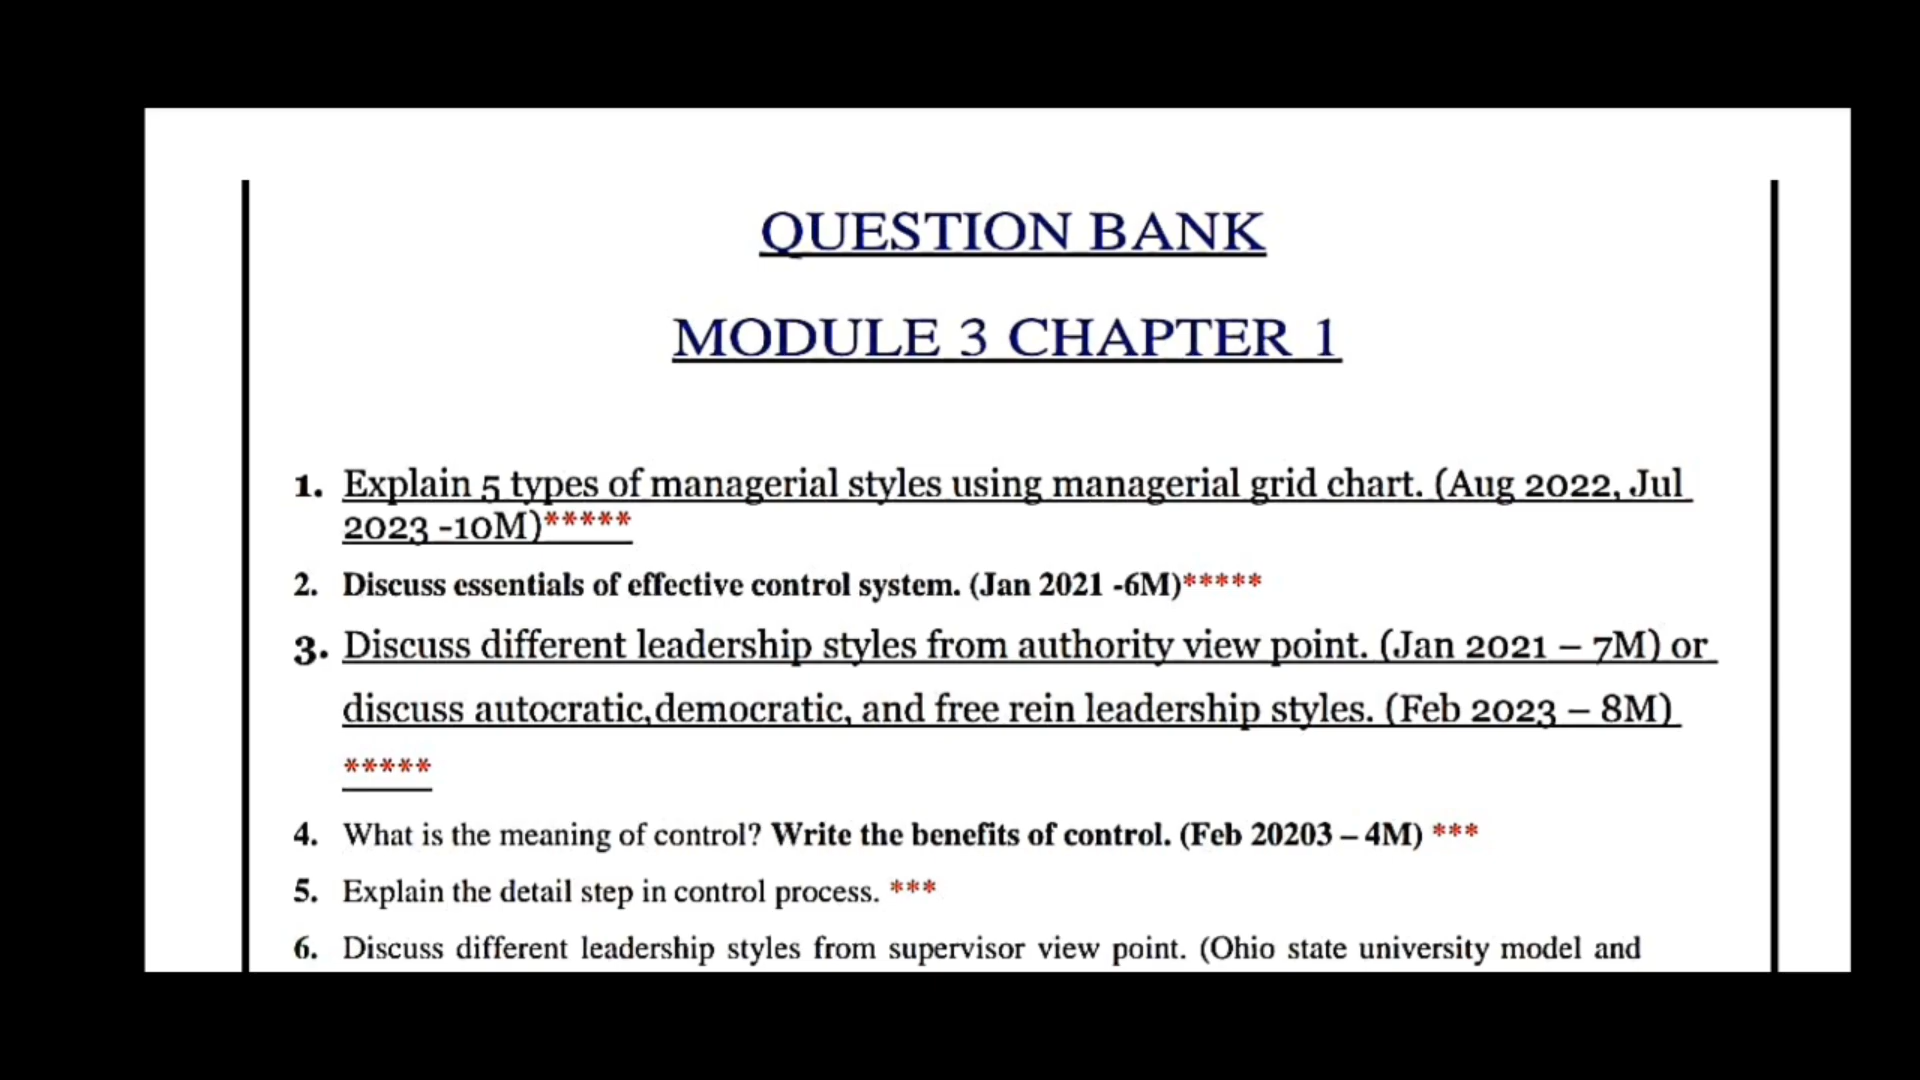 QUESTION BANK
MODULE 3 CHAPTER 1
1. Explain 5 types of managerial styles using managerial grid chart. (Aug 2022, Jul
2023 -10M)*****
2. Discuss essentials of effective control system. (Jan 2021 -6M)*****
3. Discuss different leadership styles from authority view point. (Jan 2021 – 7M) or
discuss autocratic,democratic, and free rein leadership styles. (Feb 2023 – 8M)
*****
4. What is the meaning of control? Write the benefits of control. (Feb 20203 – 4M) ***
5. Explain the detail step in control process. ***
6. Discuss different leadership styles from supervisor view point. (Ohio state university model and